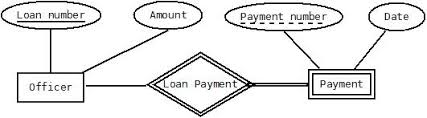 Loan number
Amount
Payment number
Date
Officer
Loan Payment
Payment